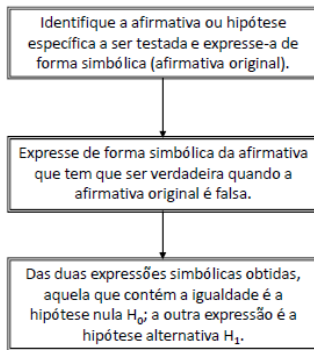 Identifique a afirmativa ou hipótese
específica a ser testada e expresse-a de
forma simbólica (afirmativa original).
Expresse de forma simbólica da afirmativa
que tem que ser verdadeira quando a
afirmativa original é falsa.
Das duas expressões simbólicas obtidas,
aquela que contém a igualdade é a
hipótese nula H₀; a outra expressão é a
hipótese alternativa H₁.